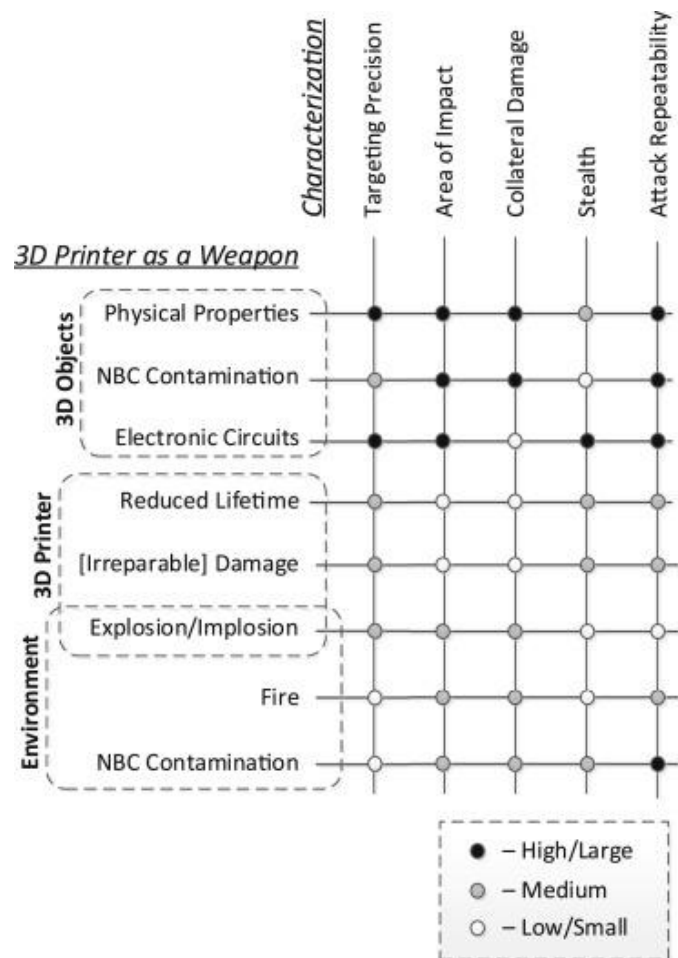 Characterization
Targeting Precision
Area of Impact
Collateral Damage
Stealth
Attack Repeatability
3D Printer as a Weapon
3D Objects
Physical Properties
NBC Contamination
Electronic Circuits
3D Printer
Reduced Lifetime
[Irreparable] Damage
Explosion/Implosion
Environment
Fire
NBC Contamination
– High/Large
– Medium
– Low/Small